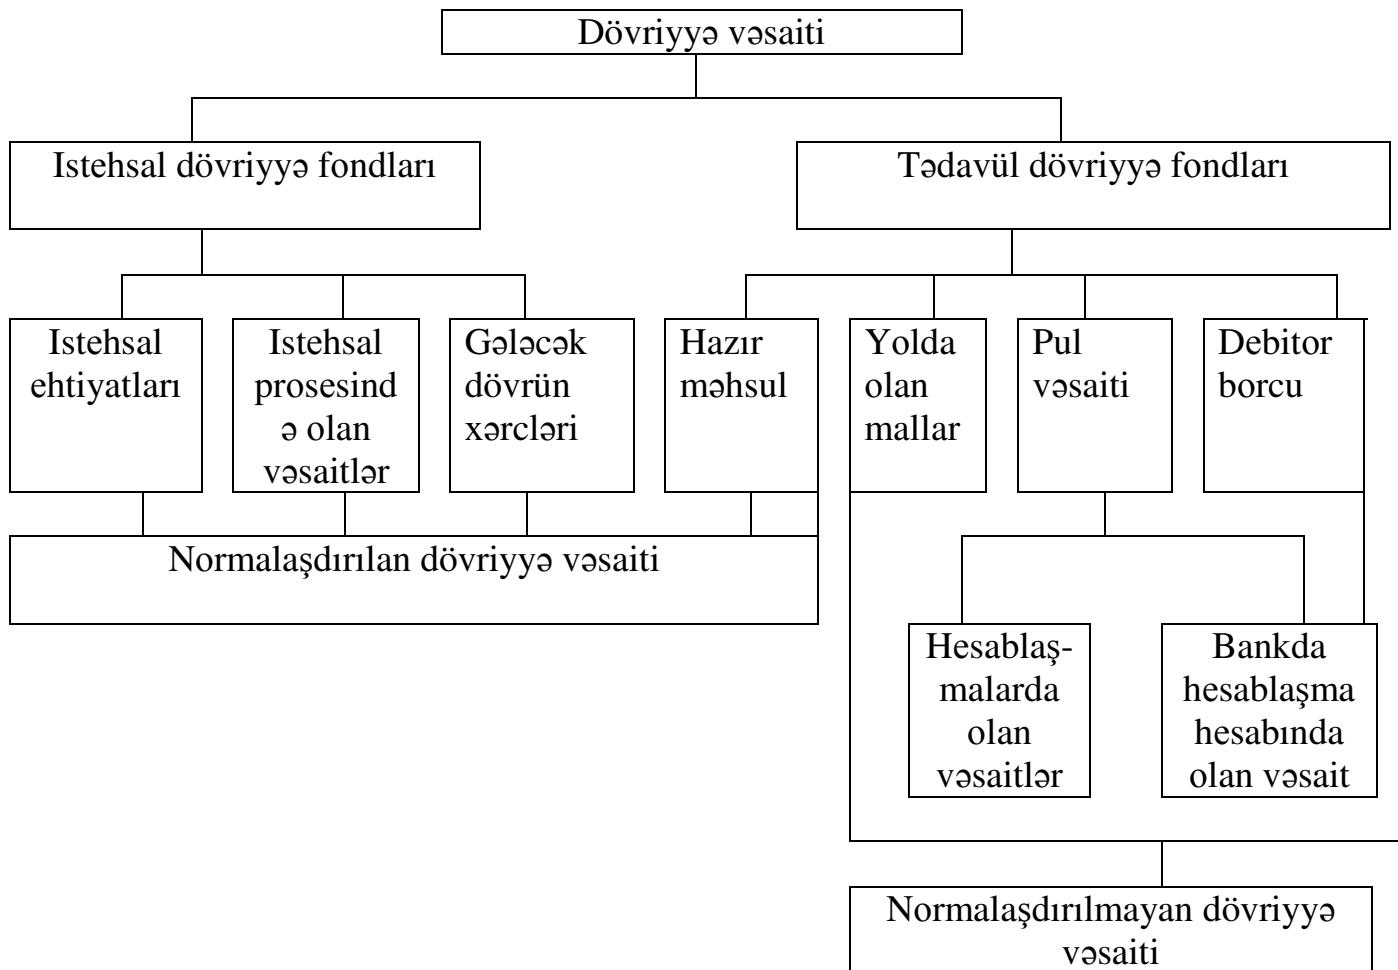 Dövriyyə vəsaiti
Istehsal dövriyyə fondları
Tədavül dövriyyə fondları
Istehsal
ehtiyatları
Istehsal
prosesind
ə olan
vəsaitlər
Gələcək
dövrün
xərcləri
Hazır
məhsul
Yolda
olan
mallar
Pul
vəsaiti
Debitor
borcu
Normalaşdırılan dövriyyə vəsaiti
Hesablaş-
malarda
olan
vəsaitlər
Bankda
hesablaşma
hesabında
olan vəsait
Normalaşdırılmayan dövriyyə
vəsaiti